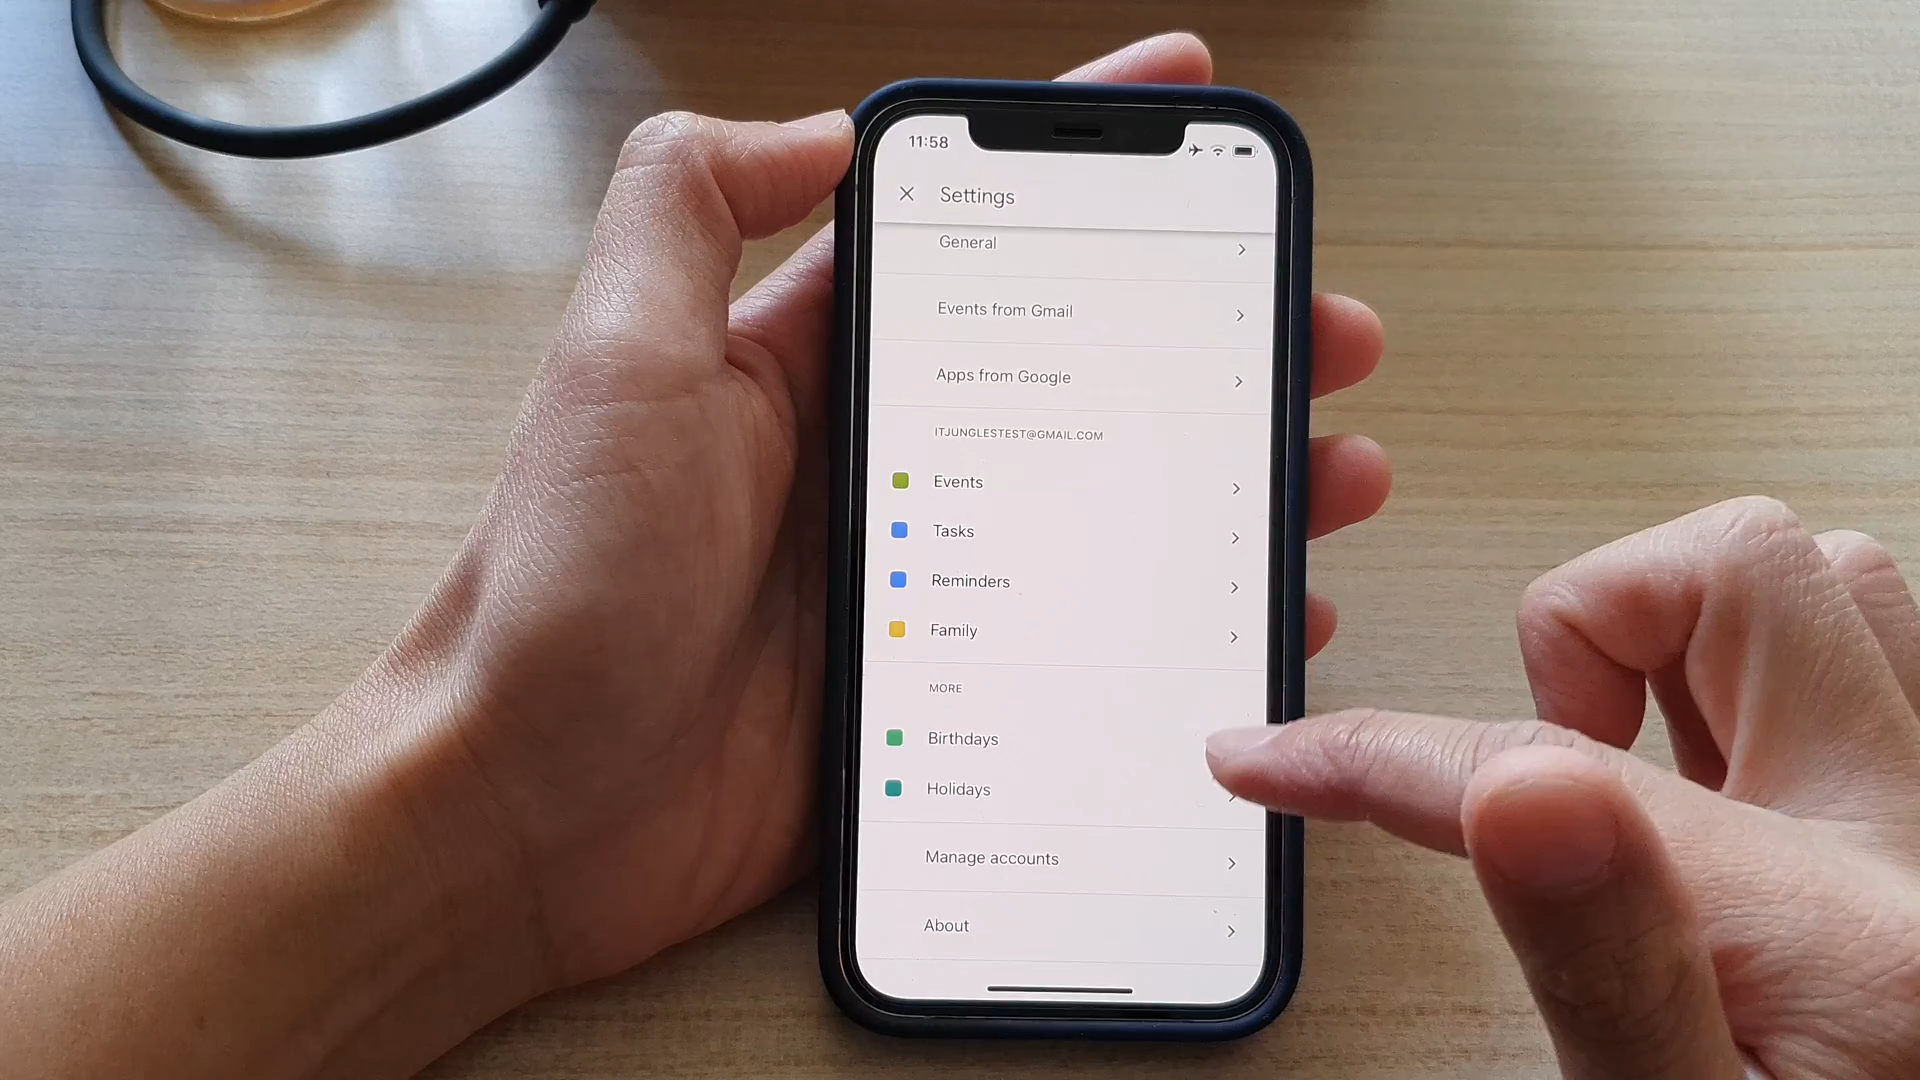 11:58
Settings
General
Events from Gmail
Apps from Google
ITJUNGLESTEST@GMAIL.COM
Events
Tasks
Reminders
Family
MORE
Birthdays
Holidays
Manage accounts
About